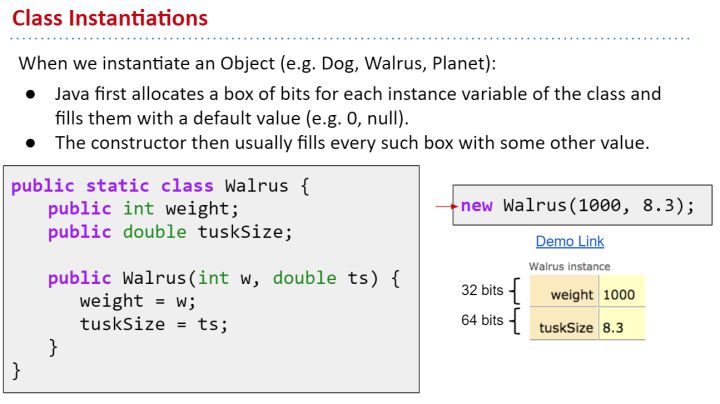 Class Instantiations
When we instantiate an Object (e.g. Dog, Walrus, Planet):
● Java first allocates a box of bits for each instance variable of the class and
fills them with a default value (e.g. 0, null).
● The constructor then usually fills every such box with some other value.
public static class Walrus {
public int weight;
public double tuskSize;
public Walrus(int w, double ts) {
weight = w;
tuskSize = ts;
}
}
new Walrus(1000, 8.3);
Demo Link
Walrus instance
32 bits { weight 1000
64 bits { tuskSize 8.3